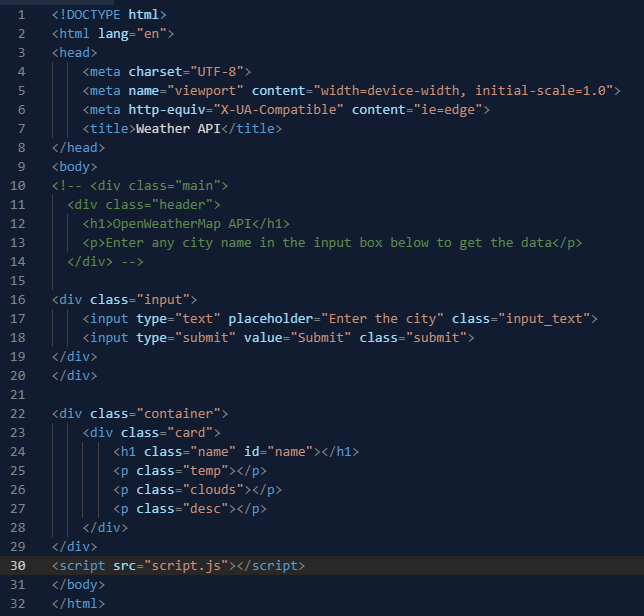 1 <!DOCTYPE html>
2 <html lang="en">
3 <head>
4     <meta charset="UTF-8">
5     <meta name="viewport" content="width=device-width, initial-scale=1.0">
6     <meta http-equiv="X-UA-Compatible" content="ie=edge">
7     <title>Weather API</title>
8 </head>
9 <body>
10 <!-- <div class="main">
11   <div class="header">
12     <h1>OpenWeatherMap API</h1>
13     <p>Enter any city name in the input box below to get the data</p>
14   </div> -->
15
16 <div class="input">
17     <input type="text" placeholder="Enter the city" class="input_text">
18     <input type="submit" value="Submit" class="submit">
19 </div>
20 </div>
21
22 <div class="container">
23     <div class="card">
24         <h1 class="name" id="name"></h1>
25         <p class="temp"></p>
26         <p class="clouds"></p>
27         <p class="desc"></p>
28     </div>
29 </div>
30 <script src="script.js"></script>
31 </body>
32 </html>